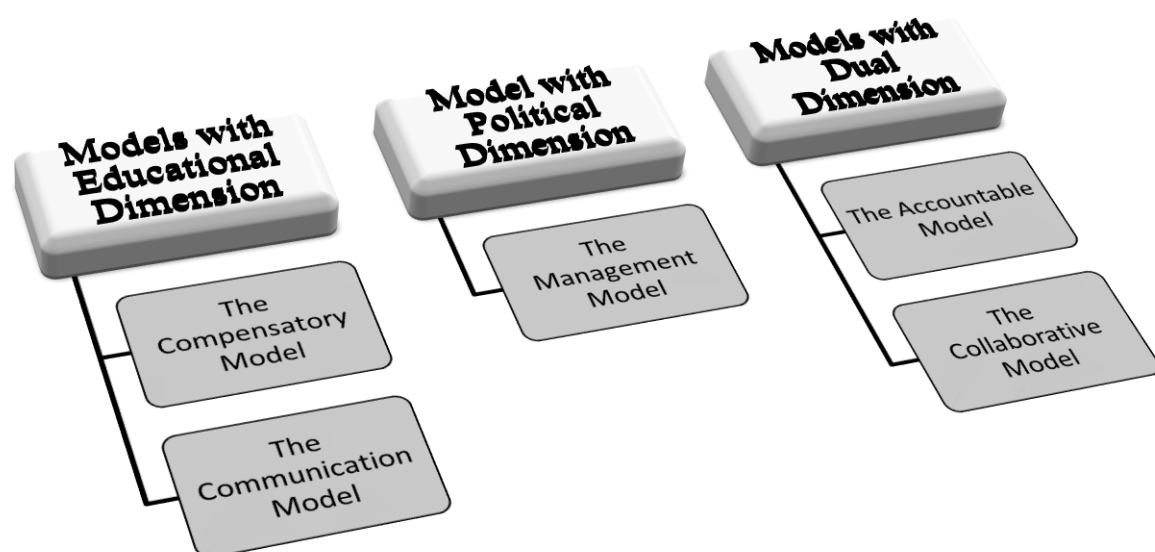 Models with
Educational
Dimension
The
Compensatory
Model
The
Communication
Model
Model with
Political
Dimension
The
Management
Model
Models with
Dual
Dimension
The Accountable
Model
The
Collaborative
Model